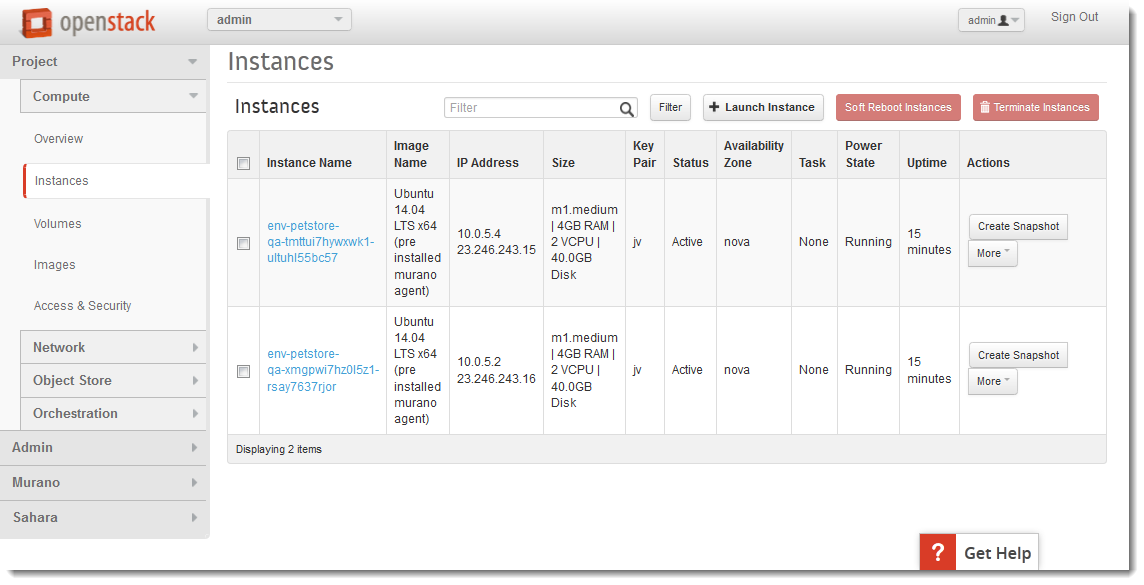 openstack
admin
admin
Sign Out
Project
Compute
Overview
Instances
Volumes
Images
Access & Security
Network
Object Store
Orchestration
Admin
Murano
Sahara
Instances
Instances
Filter
Filter
+ Launch Instance
Soft Reboot Instances
Terminate Instances
Instance Name
Image
Name
IP Address
Size
Key
Pair
Status
Availability
Zone
Task
Power
State
Uptime
Actions
env-petstore-
qa-tmttui7hywxwk1-
ultuhl55bc57
Ubuntu
14.04
LTS x64
(pre
installed
murano
agent)
10.0.5.4
23.246.243.15
m1.medium
| 4GB RAM |
2 VCPU |
40.0GB
Disk
jv
Active
nova
None
Running
15
minutes
Create Snapshot
More
env-petstore-
qa-xmgpwi7hz0l5z1-
rsay7637rjor
Ubuntu
14.04
LTS x64
(pre
installed
murano
agent)
10.0.5.2
23.246.243.16
m1.medium
| 4GB RAM |
2 VCPU |
40.0GB
Disk
jv
Active
nova
None
Running
15
minutes
Create Snapshot
More
Displaying 2 items
? Get Help